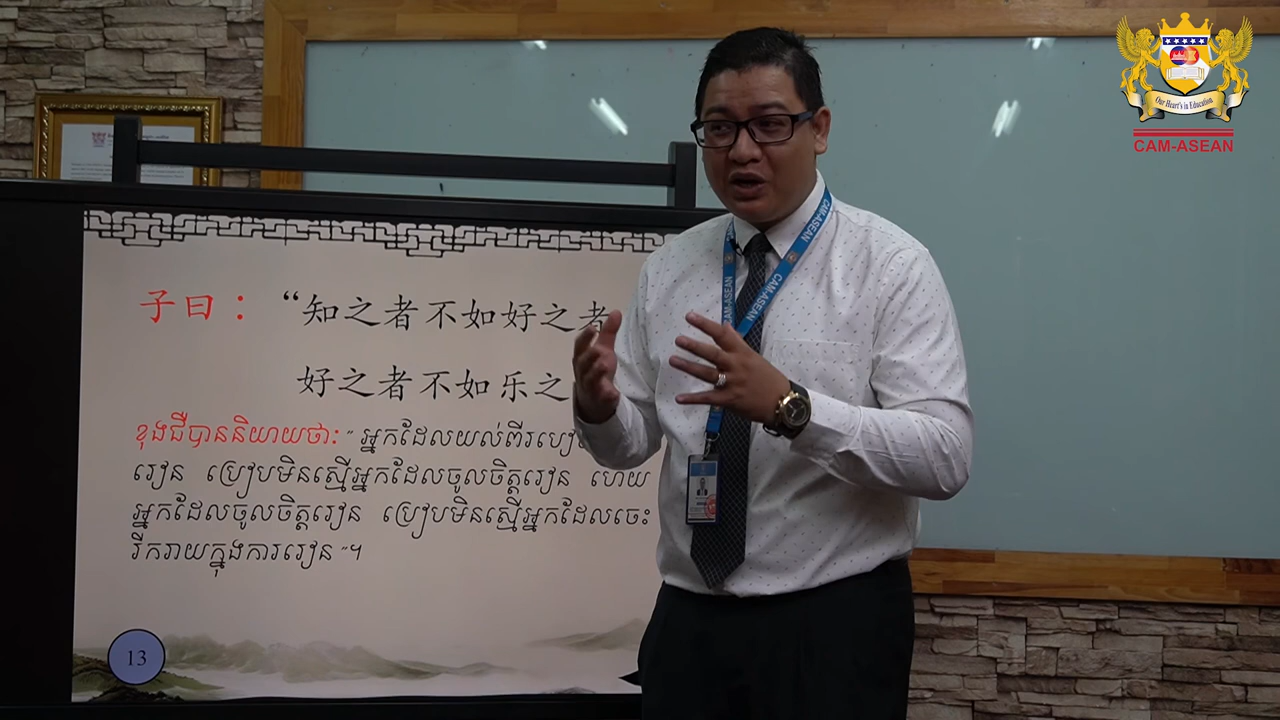 Our Heart's in Education
CAM-ASEAN
子曰：“知之者不如好之者
好之者不如乐之
ខុងជឺបាននិយាយថា: “ អ្នកដែលយល់ពីរបៀ
រៀន ប្រៀបមិនស្មើអ្នកដែលចូលចិត្តរៀន ហើយ
អ្នកដែលចូលចិត្តរៀន ប្រៀបមិនស្មើអ្នកដែលចេះ
រីករាយក្នុងការរៀន ”។
13
CAM-ASEAN
CAM-ASEAN
CAM-ASEAN